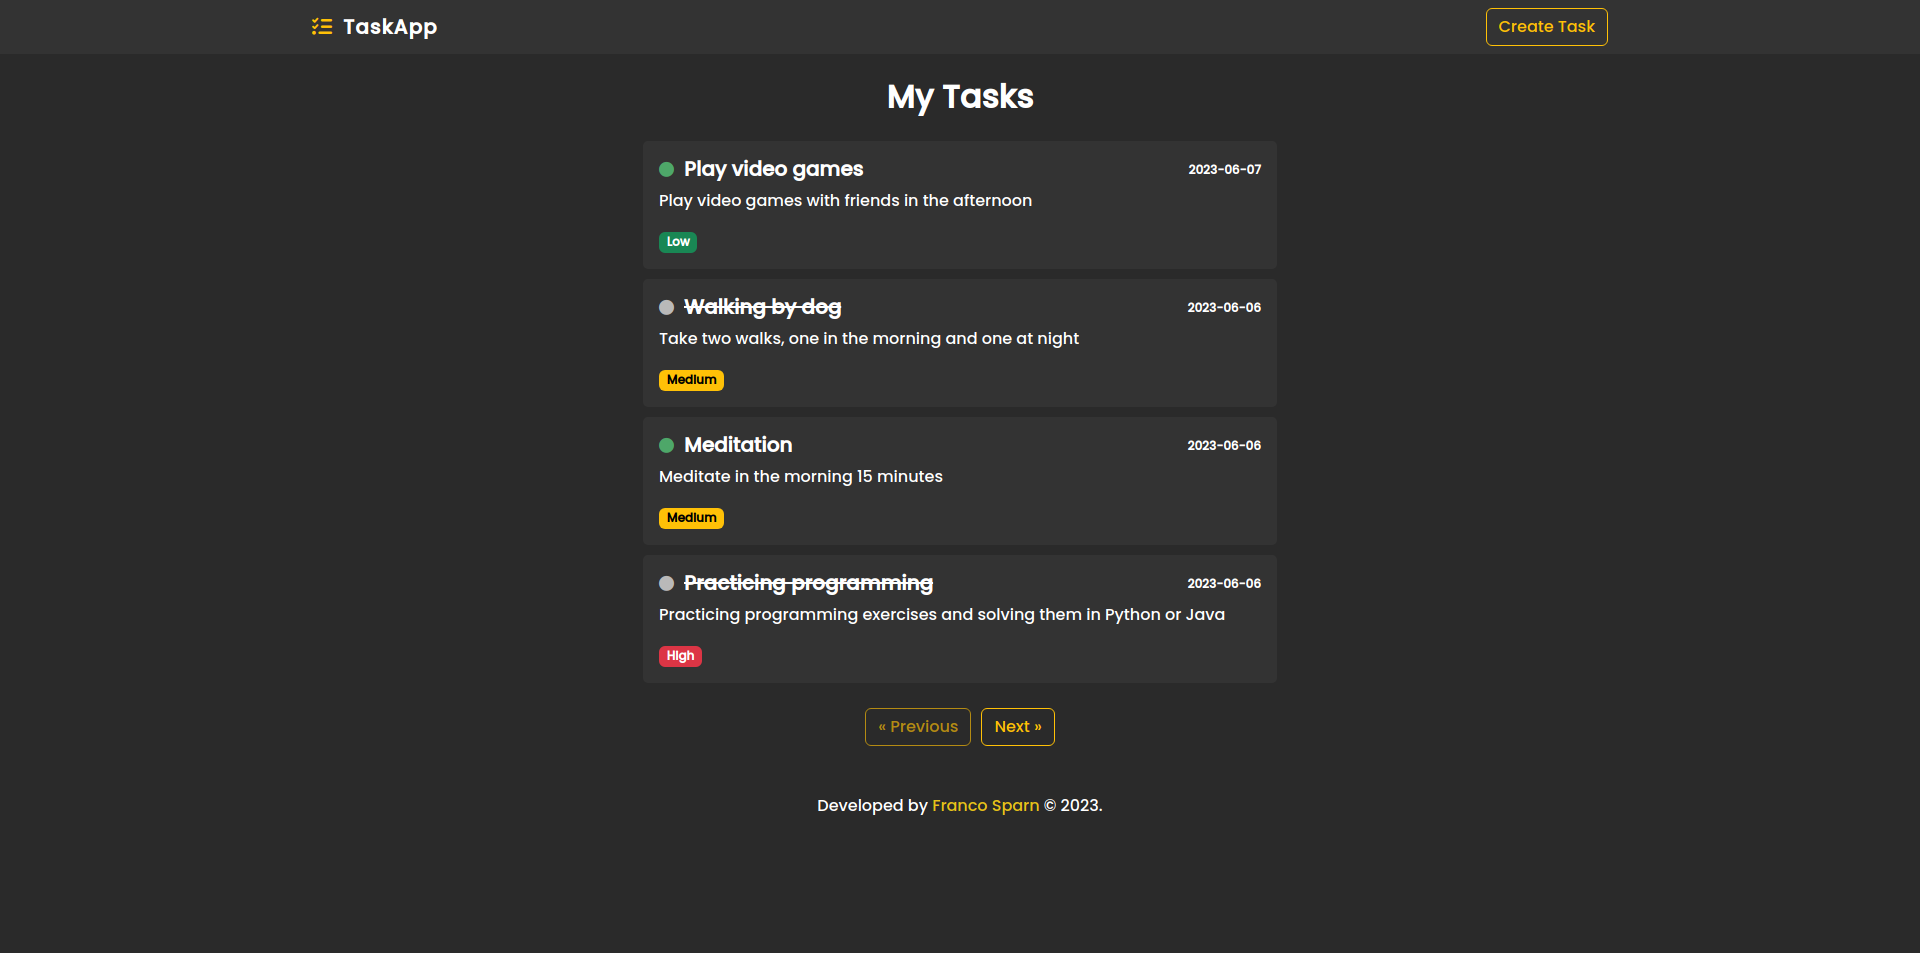 TaskApp
Create Task
My Tasks
Play video games
2023-06-07
Play video games with friends in the afternoon
Low
Walking by dog
2023-06-06
Take two walks, one in the morning and one at night
Medium
Meditation
2023-06-06
Meditate in the morning 15 minutes
Medium
Practicing programming
2023-06-06
Practicing programming exercises and solving them in Python or Java
High
« Previous
Next »
Developed by Franco Sparn © 2023.